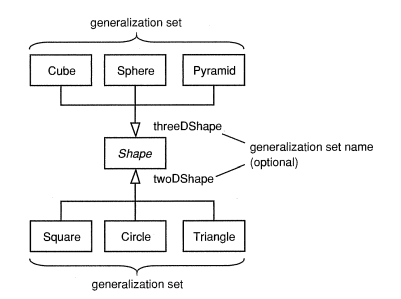 generalization set
Cube
Sphere
Pyramid
threeDShape
Shape
generalization set name
(optional)
twoDShape
Square
Circle
Triangle
generalization set